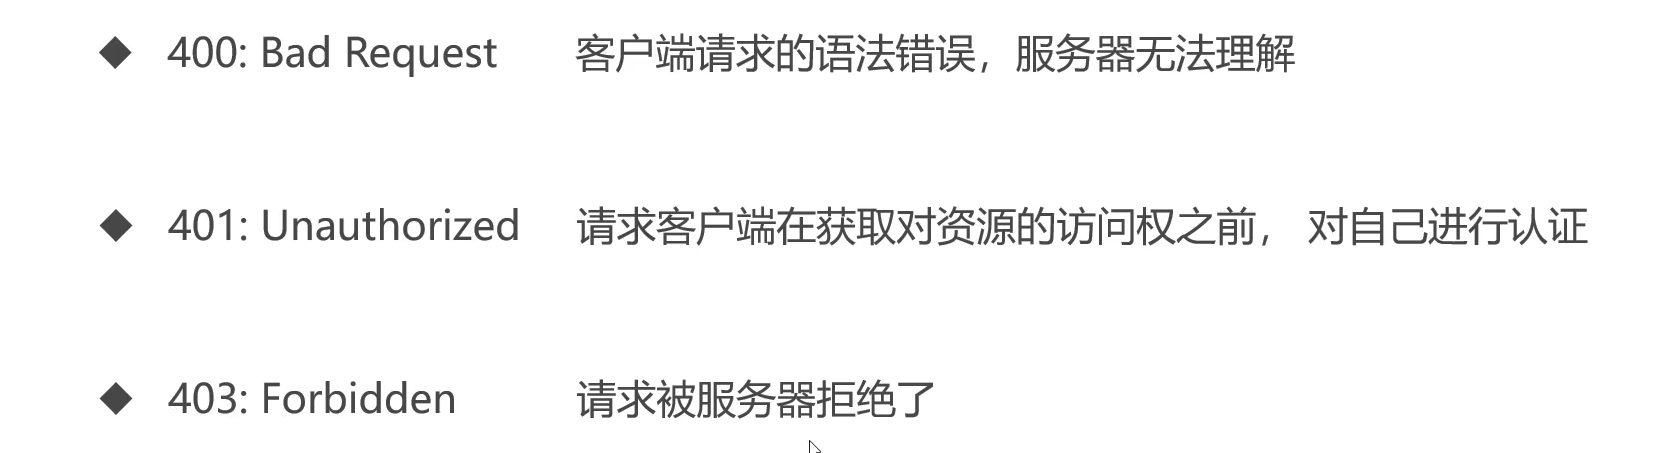 ◆ 400: Bad Request 客户端请求的语法错误，服务器无法理解
◆ 401: Unauthorized 请求客户端在获取对资源的访问权之前， 对自己进行认证
◆ 403: Forbidden 请求被服务器拒绝了